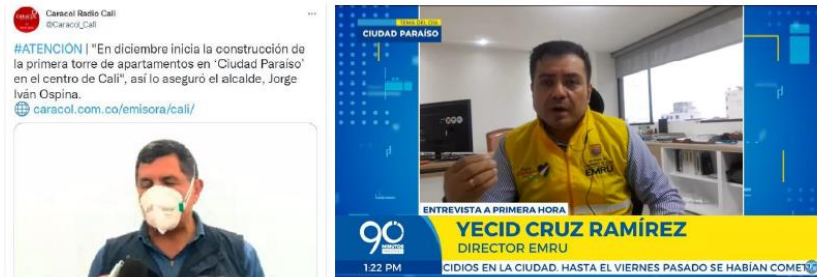 Caracol Radio Cali
@Caracol_Cali
#ATENCIÓN | "En diciembre inicia la construcción de
la primera torre de apartamentos en 'Ciudad Paraíso'
en el centro de Cali", así lo aseguró el alcalde, Jorge
Iván Ospina.
caracol.com.co/emisora/cali/
TEMA DEL DÍA
CIUDAD PARAÍSO
EMRU
ENTREVISTA A PRIMERA HORA
90
MINUTOS
YECID CRUZ RAMÍREZ
DIRECTOR EMRU
1:22 PM
CIDIOS EN LA CIUDAD. HASTA EL VIERNES PASADO SE HABÍAN COMET